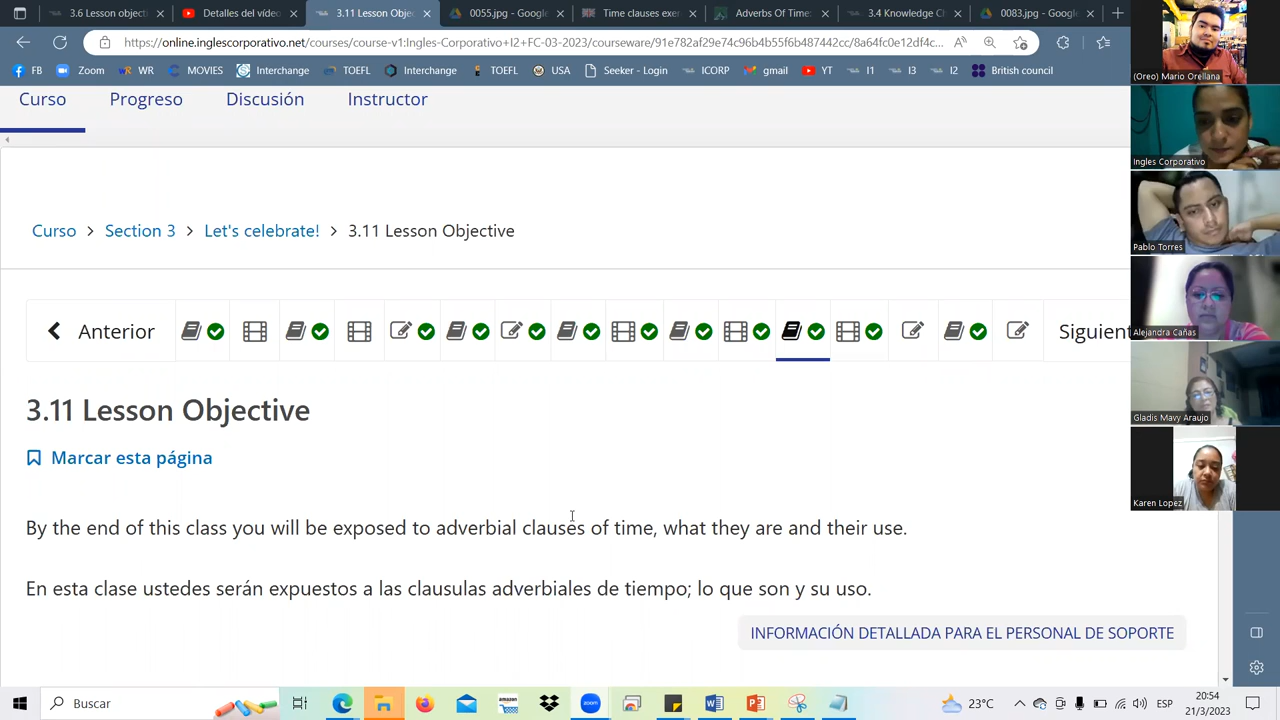 3.6 Lesson objecti
Detalles del vídeo
3.11 Lesson Objec
0055.jpg - Google
Time clauses exer
Adverbs Of
3.4 Knowle
0083.jpg - Google
https://online.inglescorporativo.net/courses/course-v1:Ingles-Corporativo+I2+FC-03-2023/courseware/91e782af29e74c96b4b55f6b487442cc/8a64fc0e12df4c...
FB
Zoom
WR
MOVIES
Interchange
TOEFL
Interchange
TOEFL
USA
Seeker - Login
ICORP
gmail
YT
I1
I3
I2
British council
(Oreo) Mario Orellana
Curso
Progreso
Discusión
Instructor
Ingles Corporativo
Curso > Section 3 > Let's celebrate! > 3.11 Lesson Objective
Pablo Torres
Anterior
Siguient
Alejandra Cañas
3.11 Lesson Objective
Gladis Mavy Araujo
Marcar esta página
Karen Lopez
By the end of this class you will be exposed to adverbial clauses of time, what they are and their use.
En esta clase ustedes serán expuestos a las clausulas adverbiales de tiempo; lo que son y su uso.
INFORMACIÓN DETALLADA PARA EL PERSONAL DE SOPORTE
Buscar
amazon
zoom
23°C
ESP
20:54
21/3/2023